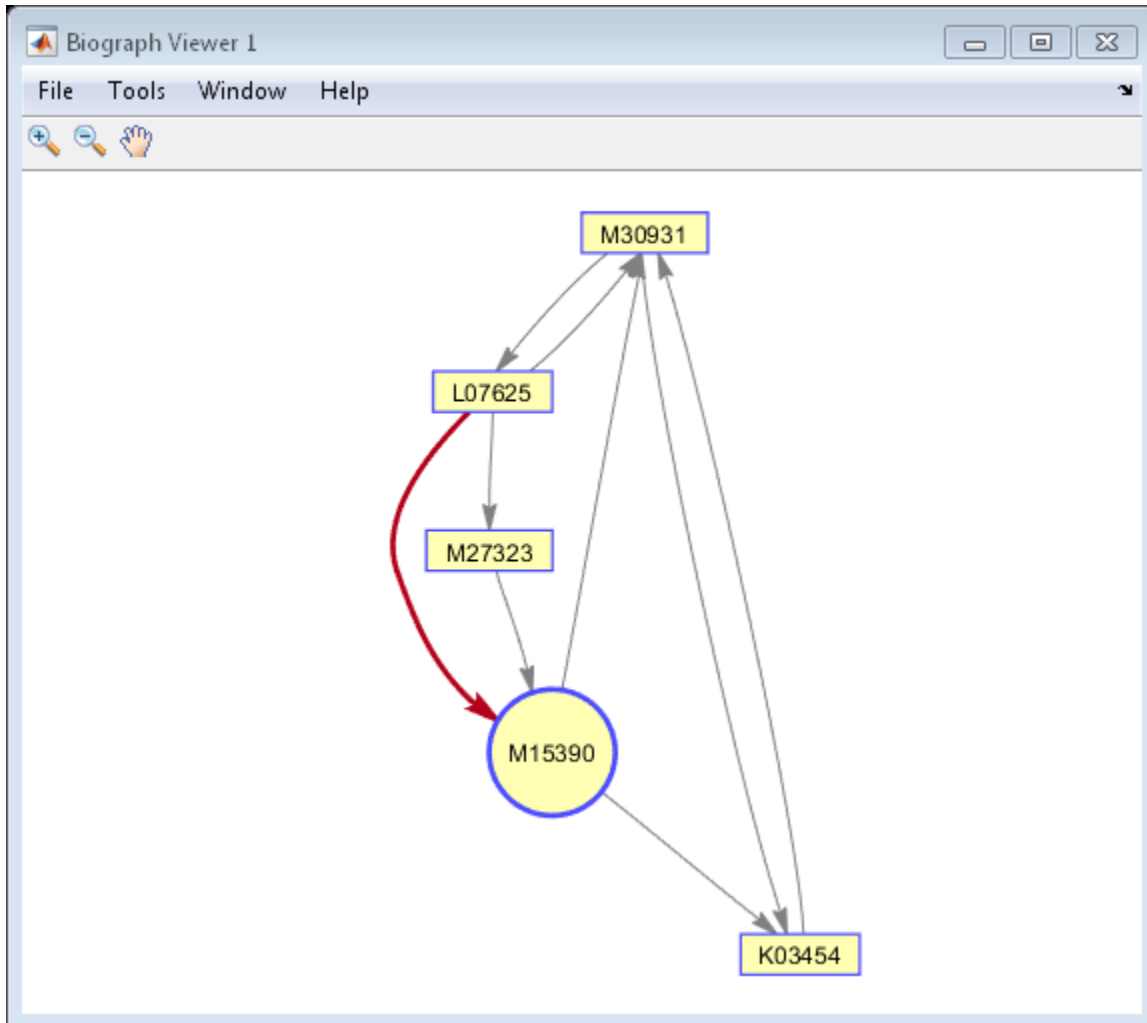 Biograph Viewer 1
File Tools Window Help
M30931
L07625
M27323
M15390
K03454